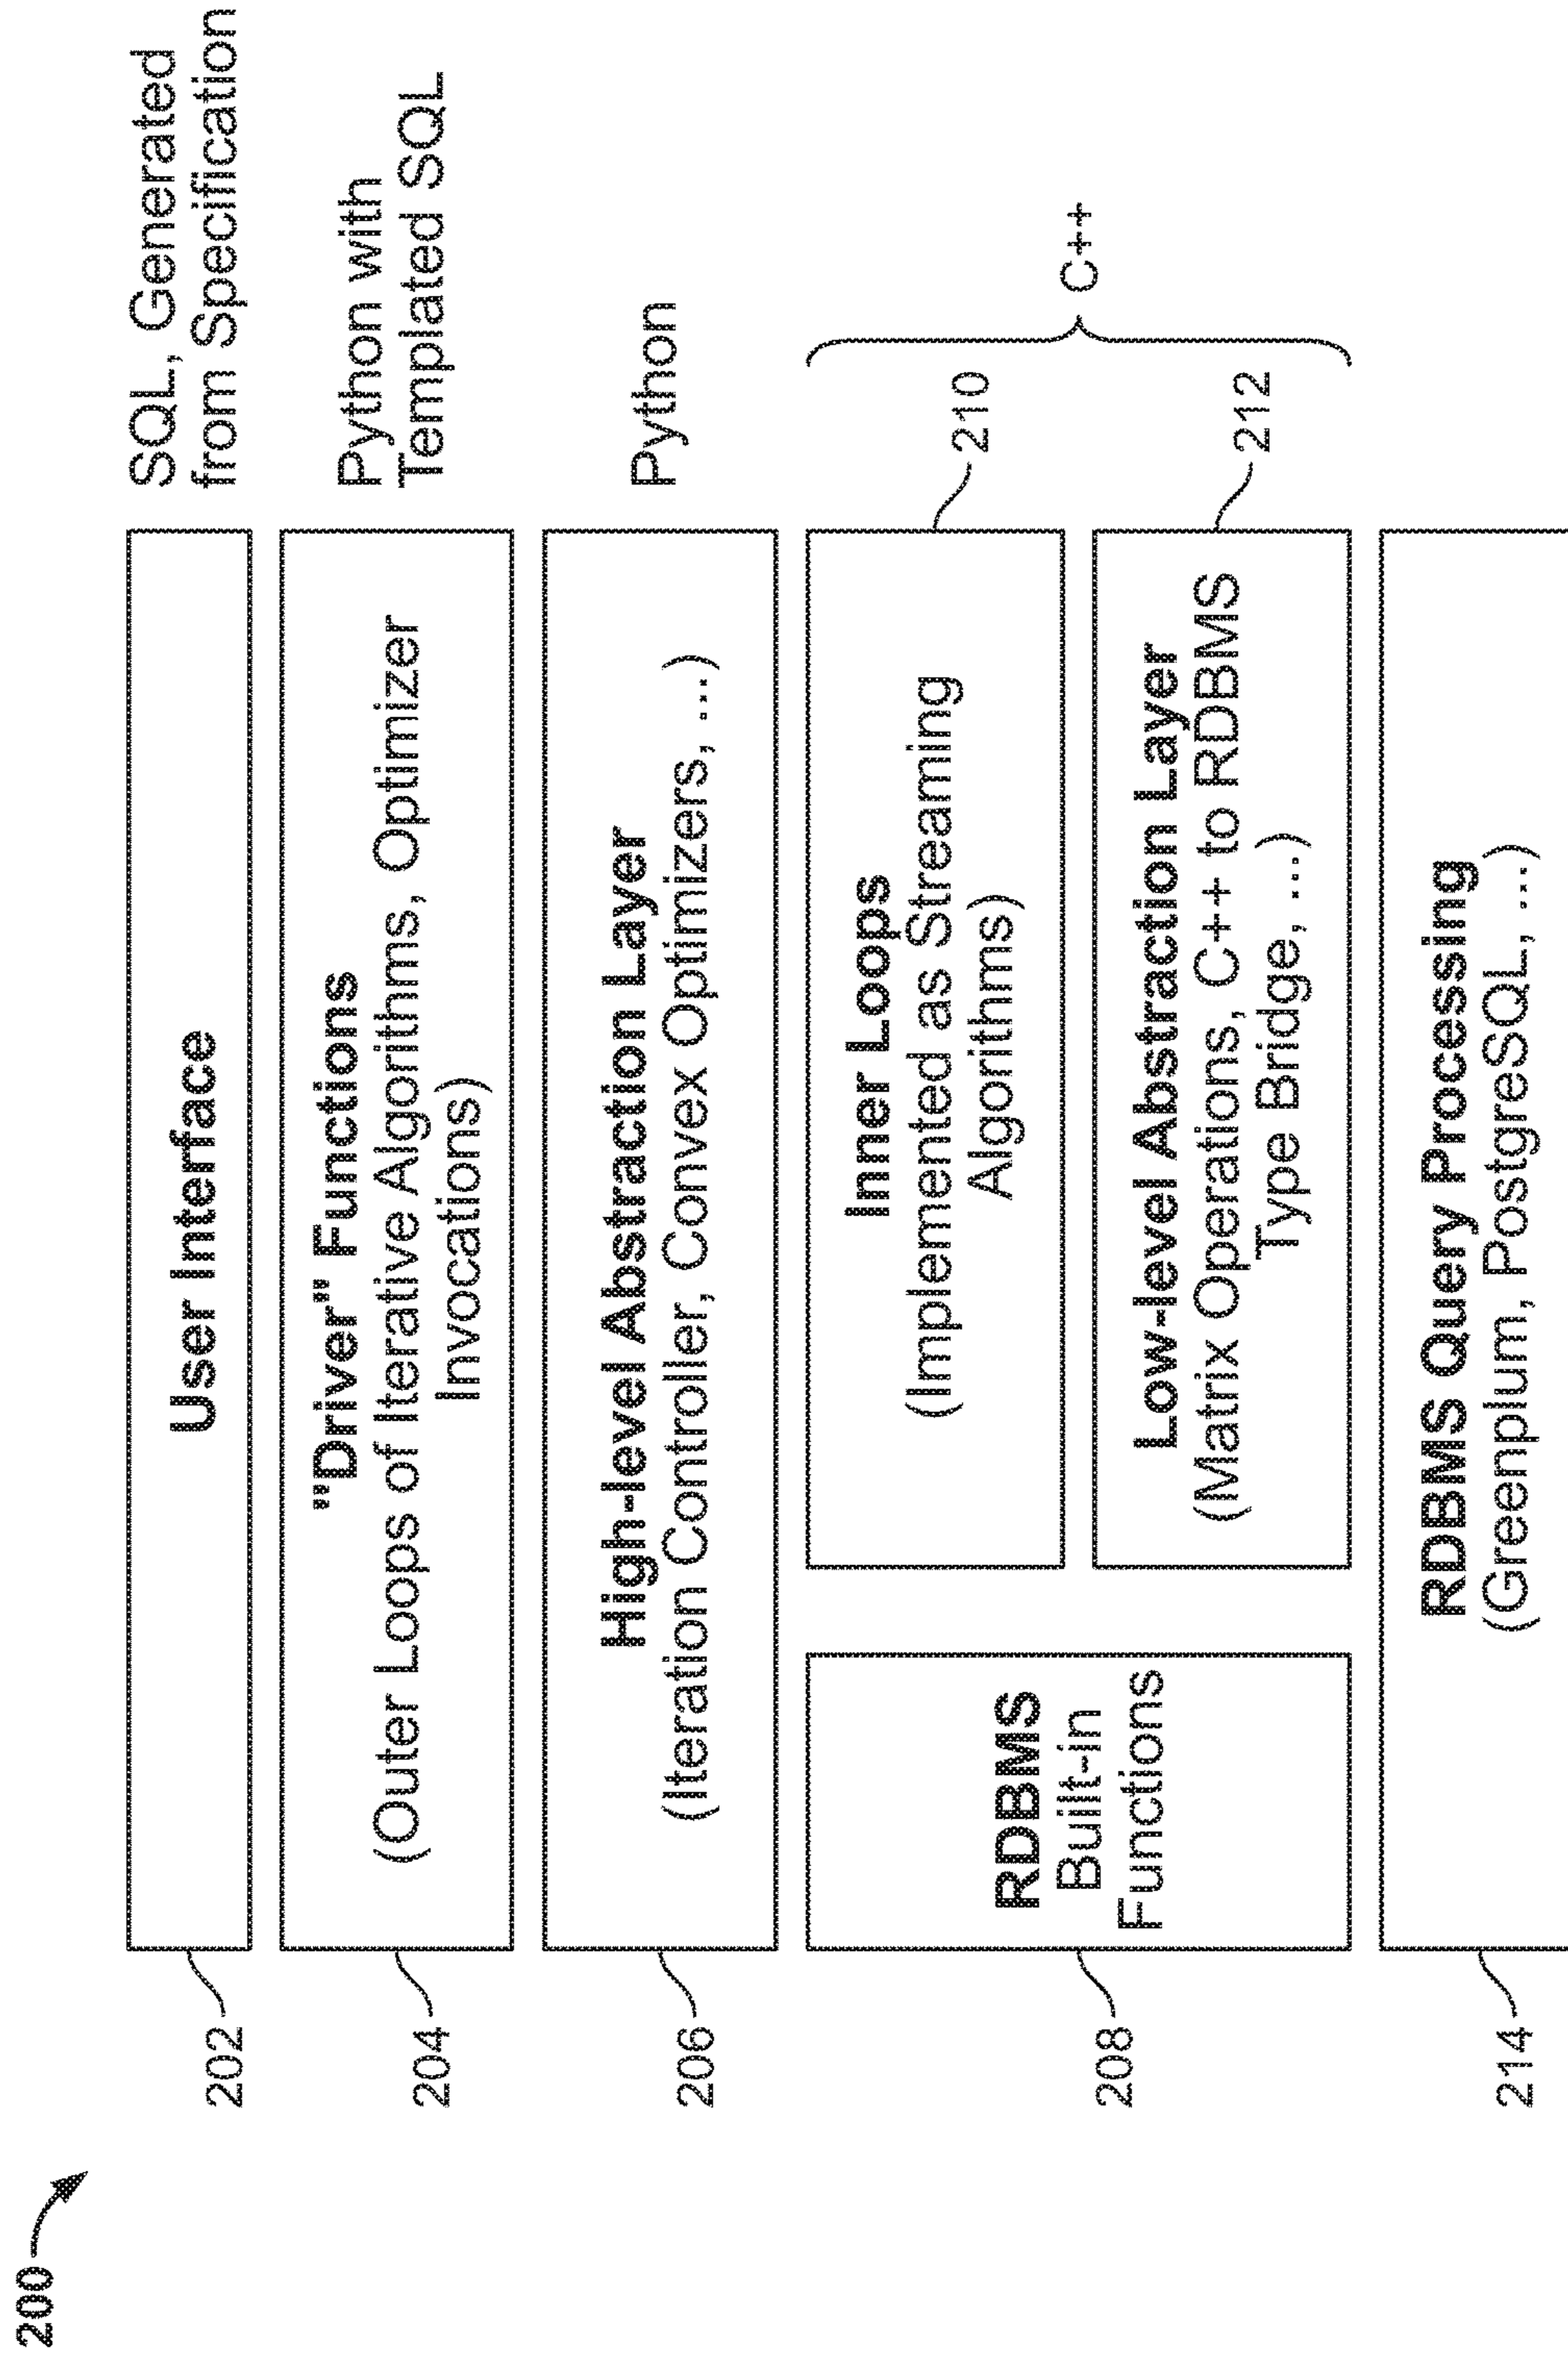 200
SQL, Generated
from Specification
202
User Interface
Python with
Templated SQL
204
"Driver" Functions
(Outer Loops of Iterative Algorithms, Optimizer
Invocations)
Python
206
High-level Abstraction Layer
(Iteration Controller, Convex Optimizers, ...)
208
RDBMS
Built-in
Functions
Inner Loops
(Implemented as Streaming
Algorithms)
210
C++
Low-level Abstraction Layer
(Matrix Operations, C++ to RDBMS
Type Bridge, ...)
212
214
RDBMS Query Processing
(Greenplum, PostgreSQL, ...)